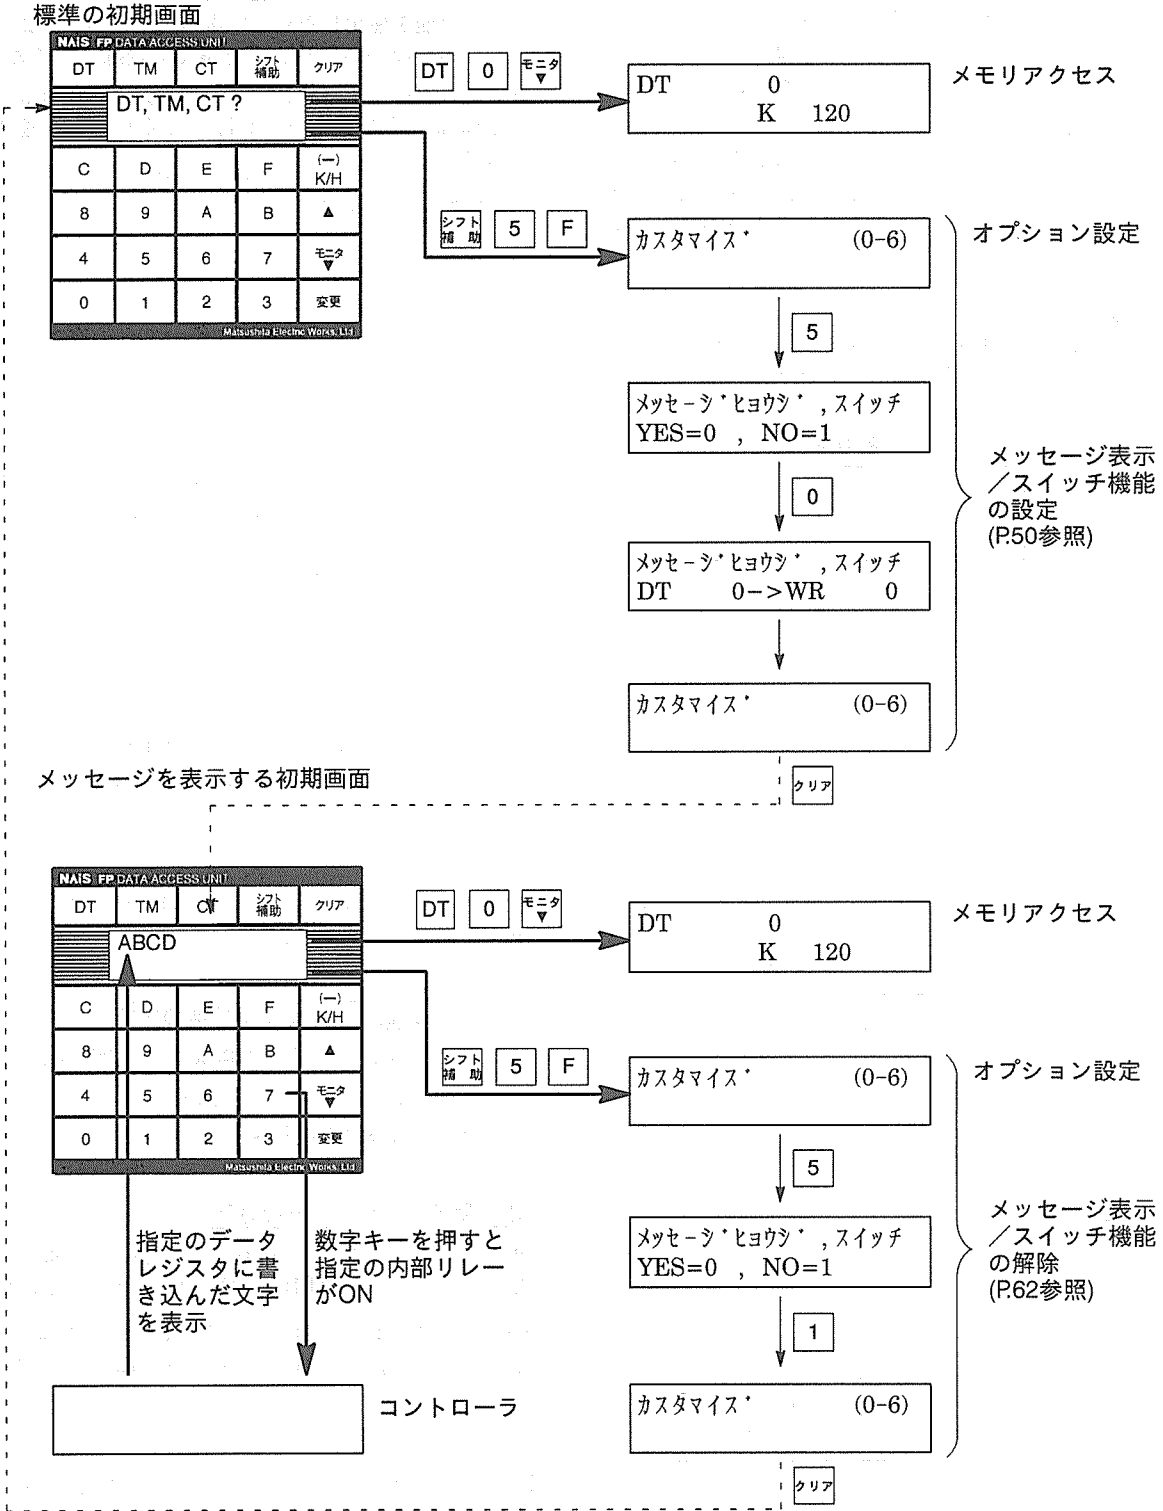 標準の初期画面
NAIS FP DATA ACCESS UNIT
DT TM CT シフト補助 クリア
DT, TM, CT ?
C D E F (—) K/H
8 9 A B ▲
4 5 6 7 モニタ ▼
0 1 2 3 変更
Matsushita Electric Works, Ltd.
DT 0 モニタ ▼
DT 0
K 120
メモリアクセス
シフト補助 5 F
カスタマイズ (0-6)
オプション設定
5
メッセージヒョウジ ,スイッチ
YES=0 , NO=1
0
メッセージヒョウジ ,スイッチ
DT 0->WR 0
カスタマイズ (0-6)
メッセージ表示
／スイッチ機能
の設定
(P.50参照)
クリア
メッセージを表示する初期画面
NAIS FP DATA ACCESS UNIT
DT TM CT シフト補助 クリア
ABCD
C D E F (—) K/H
8 9 A B ▲
4 5 6 7 モニタ ▼
0 1 2 3 変更
Matsushita Electric Works, Ltd.
DT 0 モニタ ▼
DT 0
K 120
メモリアクセス
シフト補助 5 F
カスタマイズ (0-6)
オプション設定
5
メッセージヒョウジ ,スイッチ
YES=0 , NO=1
1
カスタマイズ (0-6)
メッセージ表示
／スイッチ機能
の解除
(P.62参照)
クリア
指定のデータ
レジスタに書
き込んだ文字
を表示
数字キーを押すと
指定の内部リレー
がON
コントローラ